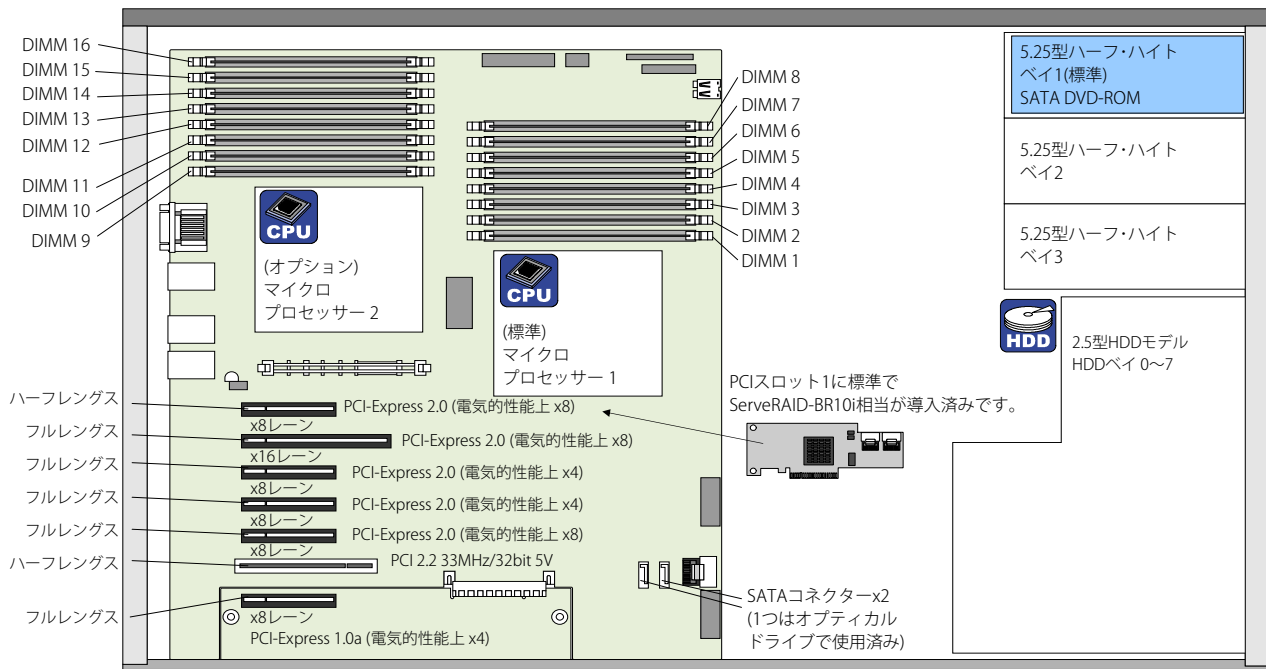 DIMM 16
DIMM 15
DIMM 14
DIMM 13
DIMM 12
DIMM 11
DIMM 10
DIMM 9
DIMM 8
DIMM 7
DIMM 6
DIMM 5
DIMM 4
DIMM 3
DIMM 2
DIMM 1
CPU
(オプション)
マイクロ
プロセッサー 2
CPU
(標準)
マイクロ
プロセッサー 1
5.25型ハーフ・ハイト
ベイ1(標準)
SATA DVD-ROM
5.25型ハーフ・ハイト
ベイ2
5.25型ハーフ・ハイト
ベイ3
HDD
2.5型HDDモデル
HDDベイ 0〜7
PCIスロット1に標準で
ServeRAID-BR10i相当が導入済みです。
ハーフレングス
PCI-Express 2.0 (電気的性能上 x8)
x8レーン
フルレングス
PCI-Express 2.0 (電気的性能上 x8)
x16レーン
フルレングス
PCI-Express 2.0 (電気的性能上 x4)
x8レーン
フルレングス
PCI-Express 2.0 (電気的性能上 x4)
x8レーン
フルレングス
PCI-Express 2.0 (電気的性能上 x8)
x8レーン
ハーフレングス
PCI 2.2 33MHz/32bit 5V
フルレングス
x8レーン
PCI-Express 1.0a (電気的性能上 x4)
SATAコネクターx2
(1つはオプティカル
ドライブで使用済み)